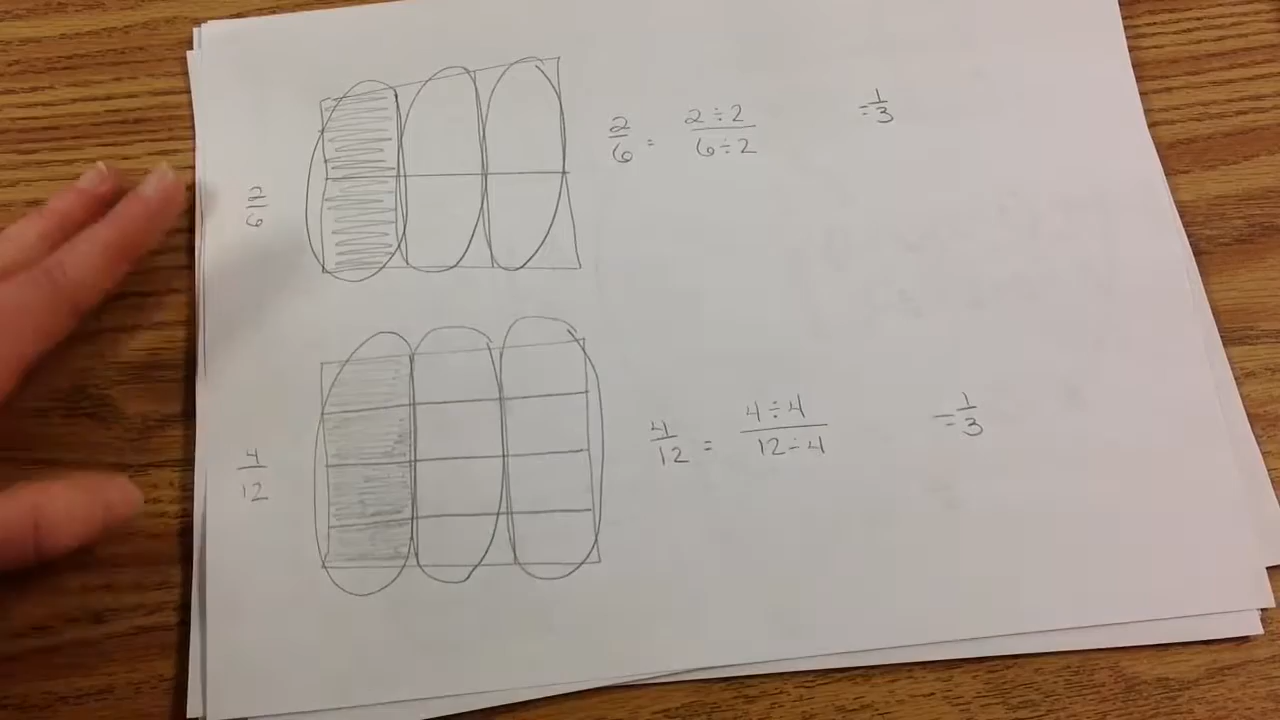 2/6
2/6 = 2÷2/6÷2 = 1/3
4/12
4/12 = 4÷4/12÷4 = 1/3